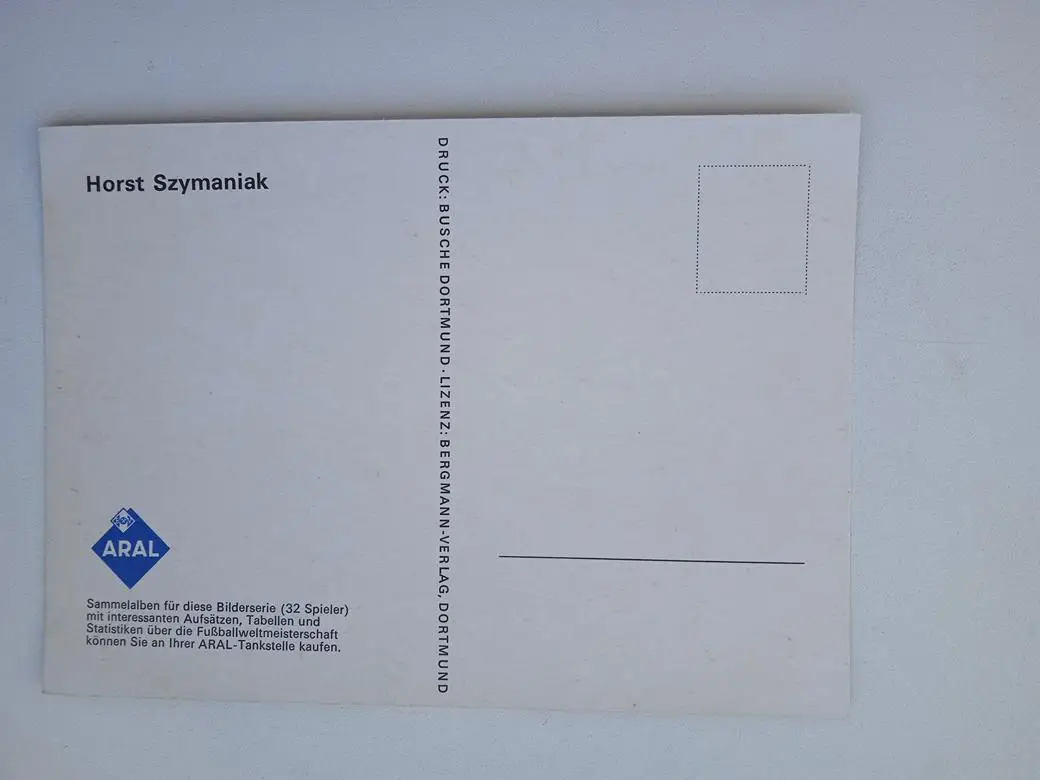 Horst Szymaniak
DRUCK: BUSCHE DORTMUND · LIZENZ: BERGMANN-VERLAG, DORTMUND
ARAL
Sammelalben für diese Bilderserie (32 Spieler)
mit interessanten Aufsätzen, Tabellen und
Statistiken über die Fußballweltmeisterschaft
können Sie an Ihrer ARAL-Tankstelle kaufen.